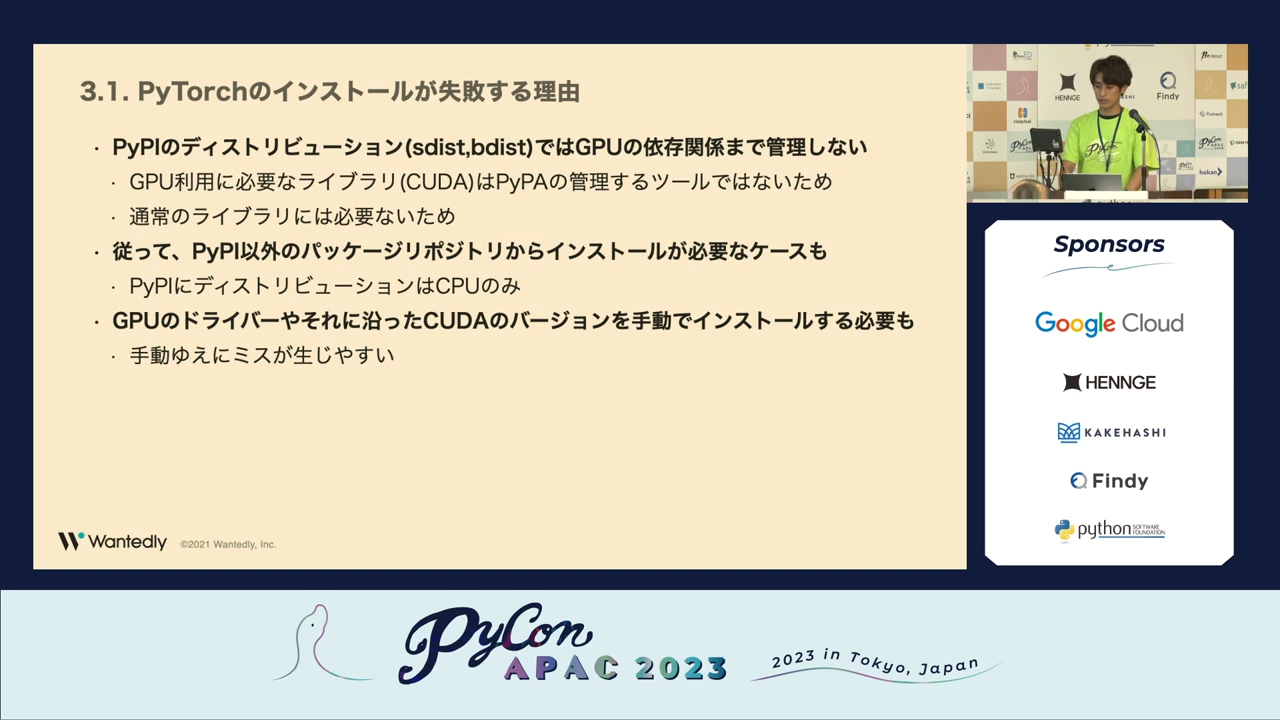 3.1. PyTorchのインストールが失敗する理由
・ PyPIのディストリビューション(sdist,bdist)ではGPUの依存関係まで管理しない
・ GPU利用に必要なライブラリ(CUDA)はPyPAの管理するツールではないため
・ 通常のライブラリには必要ないため
・ 従って、PyPI以外のパッケージリポジトリからインストールが必要なケースも
・ PyPIにディストリビューションはCPUのみ
・ GPUのドライバーやそれに沿ったCUDAのバージョンを手動でインストールする必要も
・ 手動ゆえにミスが生じやすい
Wantedly ©2021 Wantedly, Inc.
HENNGE
Findy
hokan
Sponsors
Google Cloud
HENNGE
KAKEHASHI
Findy
python SOFTWARE FOUNDATION
PyCon
APAC 2023
2023 in Tokyo, Japan